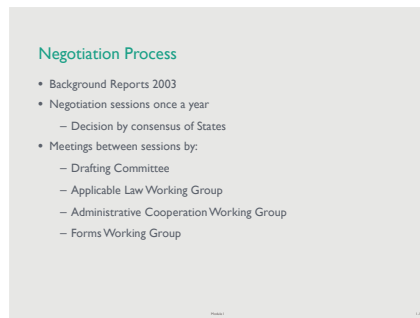 Negotiation Process
• Background Reports 2003
• Negotiation sessions once a year
– Decision by consensus of States
• Meetings between sessions by:
– Drafting Committee
– Applicable Law Working Group
– Administrative Cooperation Working Group
– Forms Working Group